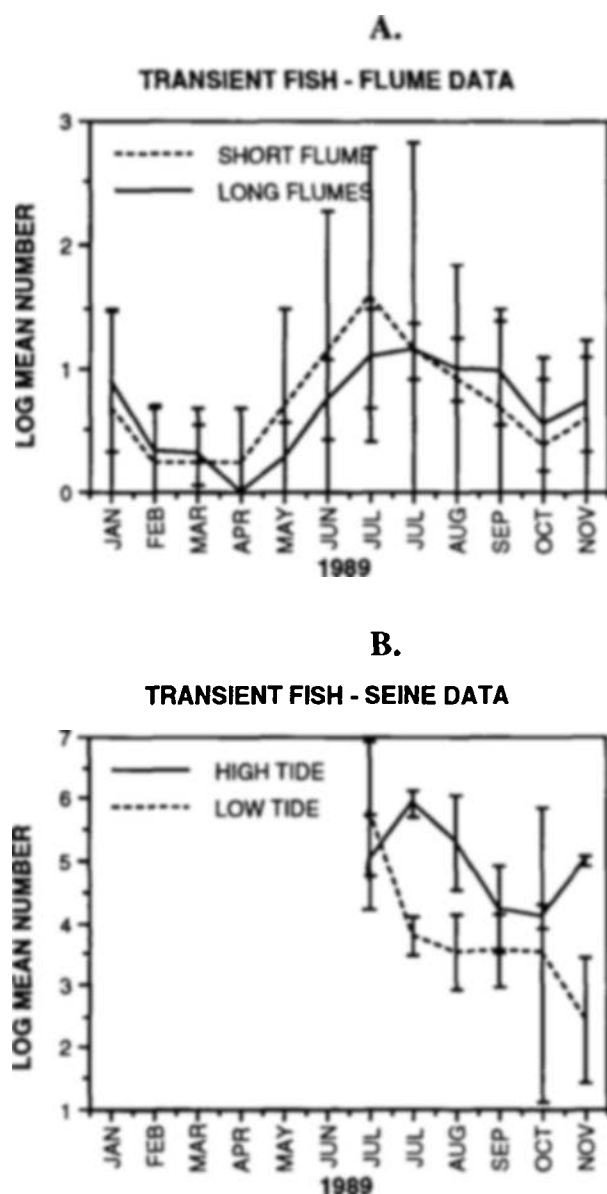 A.
TRANSIENT FISH - FLUME DATA
3
2
1
0
LOG MEAN NUMBER
SHORT FLUME
LONG FLUMES
JAN
FEB
MAR
APR
MAY
JUN
JUL
JUL
AUG
SEP
OCT
NOV
1989
B.
TRANSIENT FISH - SEINE DATA
7
6
5
4
3
2
1
LOG MEAN NUMBER
HIGH TIDE
LOW TIDE
JAN
FEB
MAR
APR
MAY
JUN
JUL
JUL
AUG
SEP
OCT
NOV
1989